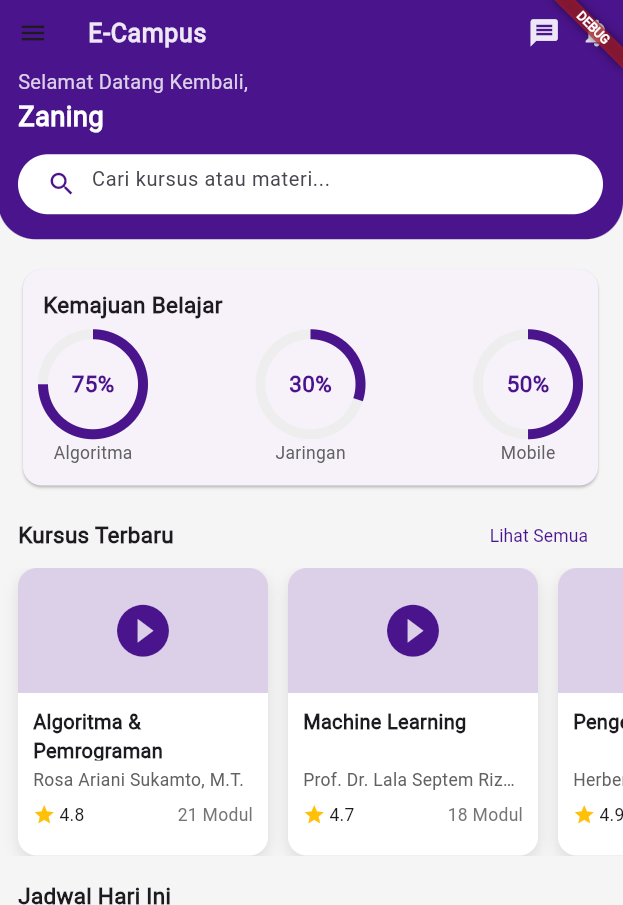 E-Campus
DEBUG
Selamat Datang Kembali,
Zaning
Cari kursus atau materi...
Kemajuan Belajar
75%
30%
50%
Algoritma
Jaringan
Mobile
Kursus Terbaru
Lihat Semua
Algoritma &
Pemrograman
Rosa Ariani Sukamto, M.T.
4.8
21 Modul
Machine Learning
Prof. Dr. Lala Septem Riz...
4.7
18 Modul
Penge
Herber
4.9
Jadwal Hari Ini